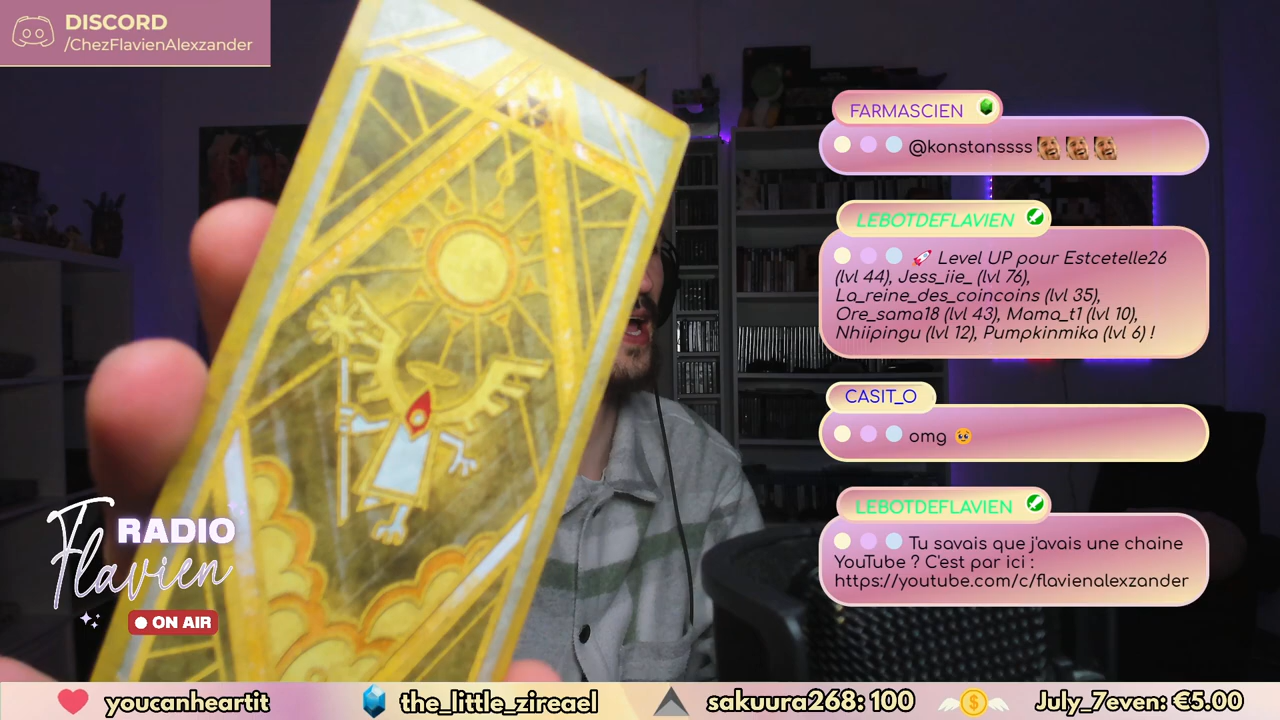 DISCORD
/ChezFlavienAlexzander
FARMASCIEN
@konstanssss
LEBOTDEFLAVIEN
🚀 Level UP pour Estcetelle26
(lvl 44), Jess_iie_ (lvl 76),
La_reine_des_coincoins (lvl 35),
Ore_sama18 (lvl 43), Mama_t1 (lvl 10),
Nhiipingu (lvl 12), Pumpkinmika (lvl 6) !
CASIT_O
omg 🥺
LEBOTDEFLAVIEN
Tu savais que j'avais une chaine
YouTube ? C'est par ici :
https://youtube.com/c/flavienalexzander
RADIO
Flavien
ON AIR
youcanheartit
the_little_zireael
sakuura268: 100
July_7even: €5.00